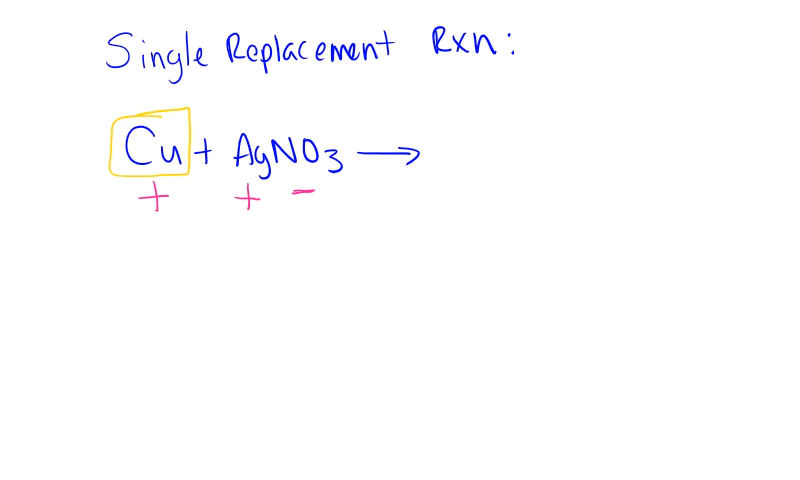 Single Replacement Rxn:
Cu + AgNO3 →
+ + −